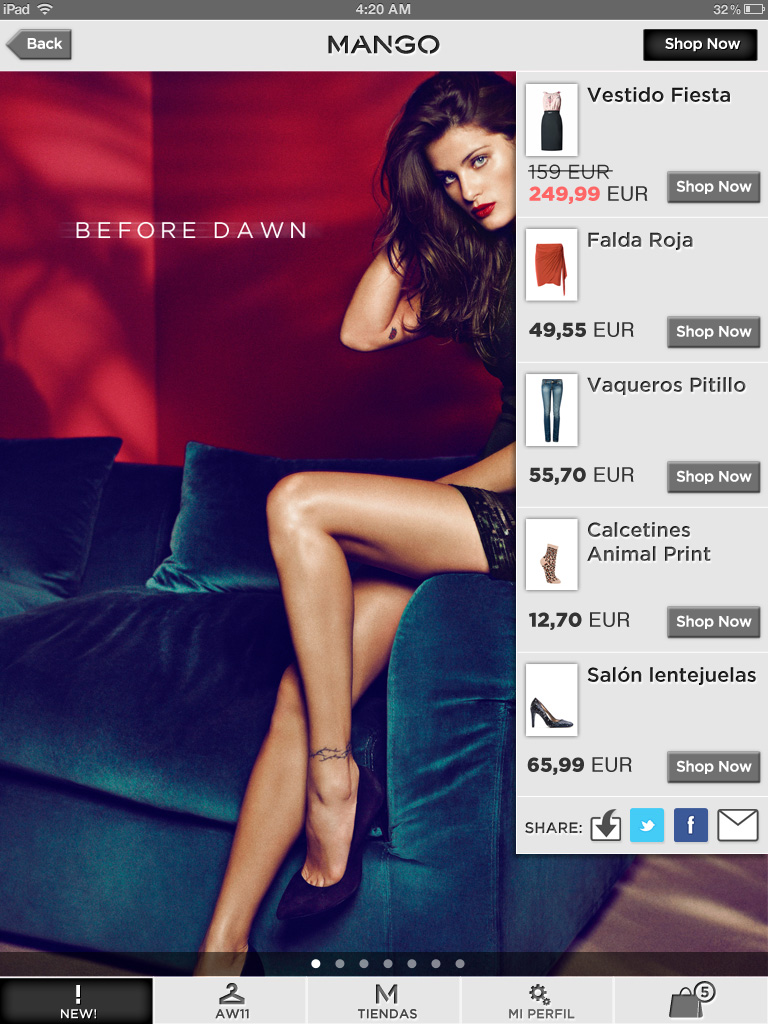 iPad 4:20 AM 32%
Back MANGO Shop Now
BEFORE DAWN
Vestido Fiesta
159 EUR
249,99 EUR Shop Now
Falda Roja
49,55 EUR Shop Now
Vaqueros Pitillo
55,70 EUR Shop Now
Calcetines
Animal Print
12,70 EUR Shop Now
Salón lentejuelas
65,99 EUR Shop Now
SHARE: f
! M 5
NEW! AW11 TIENDAS MI PERFIL